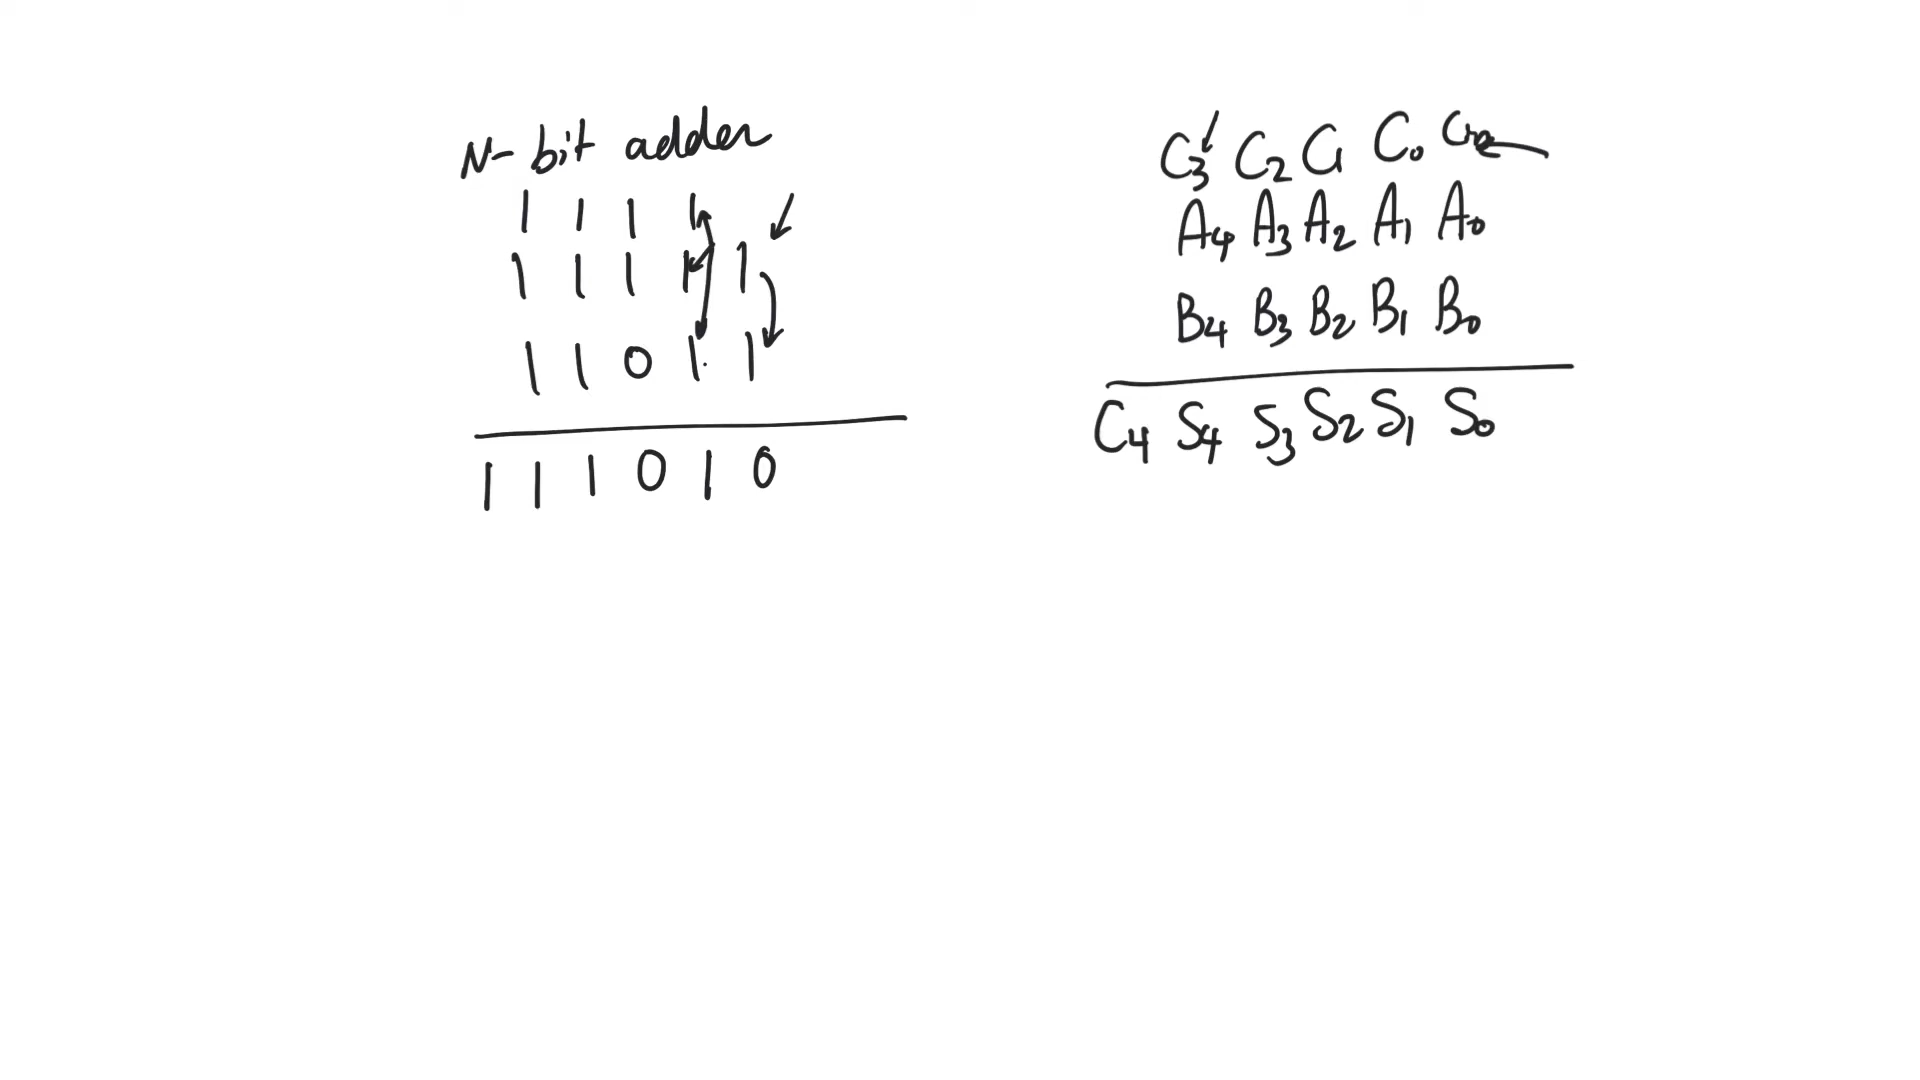 N-bit adder
1 1 1 1
1 1 1 1 1
1 1 0 1 1
1 1 1 0 1 0
C3 C2 C1 C0
A4 A3 A2 A1 A0
B4 B3 B2 B1 B0
C4 S4 S3 S2 S1 S0